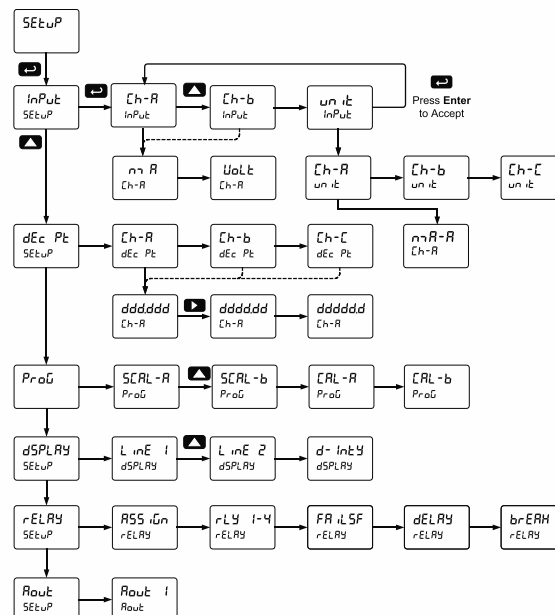 SEtuP
InPut
SEtuP
Ch-A
InPut
Ch-b
InPut
unit
InPut
Press Enter
to Accept
mA
Ch-A
VoLt
Ch-A
Ch-A
unit
Ch-b
unit
Ch-C
unit
mA-A
Ch-A
dEc Pt
SEtuP
Ch-A
dEc Pt
Ch-b
dEc Pt
Ch-C
dEc Pt
ddd.ddd
Ch-A
dddd.dd
Ch-A
ddddd.d
Ch-A
ProG
SCAL-A
ProG
SCAL-b
ProG
CAL-A
ProG
CAL-b
ProG
dSPLAY
SEtuP
LinE 1
dSPLAY
LinE 2
dSPLAY
d-IntY
dSPLAY
rELAY
SEtuP
ASSiGn
rELAY
rLY 1-4
rELAY
FAiLSF
rELAY
dELAY
rELAY
brEAK
rELAY
Aout
SEtuP
Aout 1
Aout